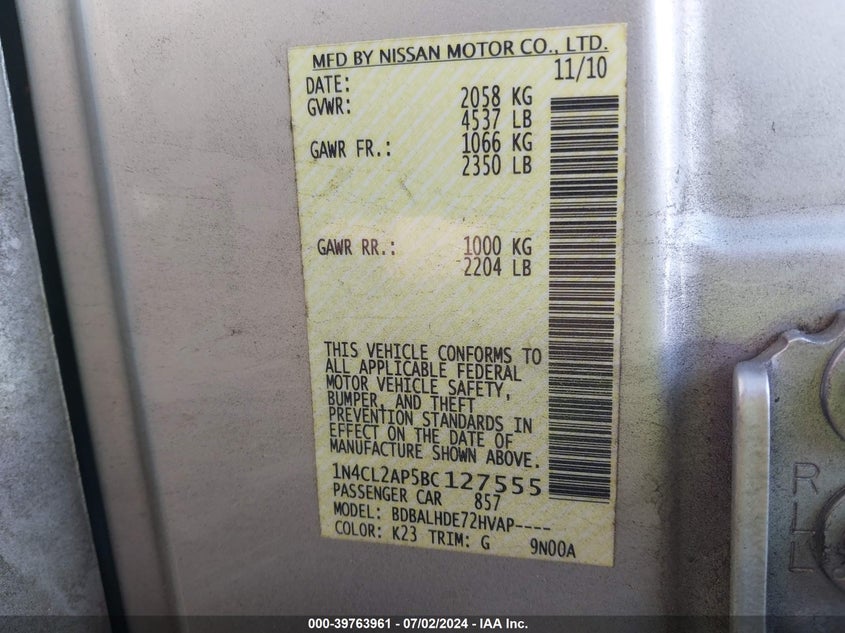 MFD BY NISSAN MOTOR CO., LTD.
DATE: 11/10
GVWR: 2058 KG
4537 LB
GAWR FR.: 1066 KG
2350 LB
GAWR RR.: 1000 KG
2204 LB
THIS VEHICLE CONFORMS TO
ALL APPLICABLE FEDERAL
MOTOR VEHICLE SAFETY,
BUMPER, AND THEFT
PREVENTION STANDARDS IN
EFFECT ON THE DATE OF
MANUFACTURE SHOWN ABOVE.
1N4CL2AP5BC127555
PASSENGER CAR 857
MODEL: BDBALHDE72HVAP----
COLOR: K23 TRIM: G 9N00A
R
L
L
000-39763961 - 07/02/2024 - IAA Inc.